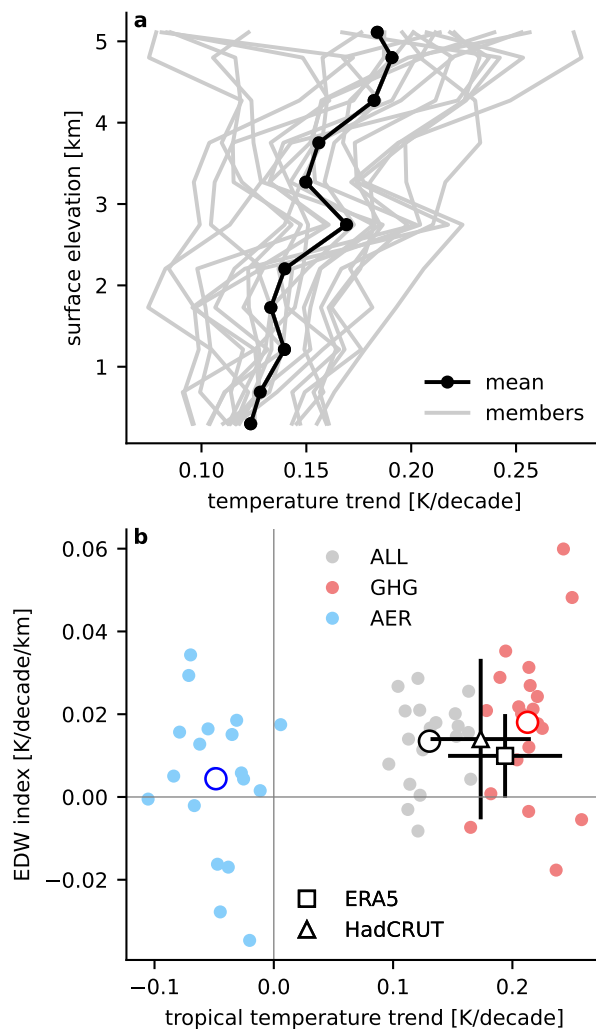 a
surface elevation [km]
5
4
3
2
1
mean
members
0.10 0.15 0.20 0.25
temperature trend [K/decade]
b
EDW index [K/decade/km]
0.06
0.04
0.02
0.00
−0.02
ALL
GHG
AER
ERA5
HadCRUT
−0.1 0.0 0.1 0.2
tropical temperature trend [K/decade]